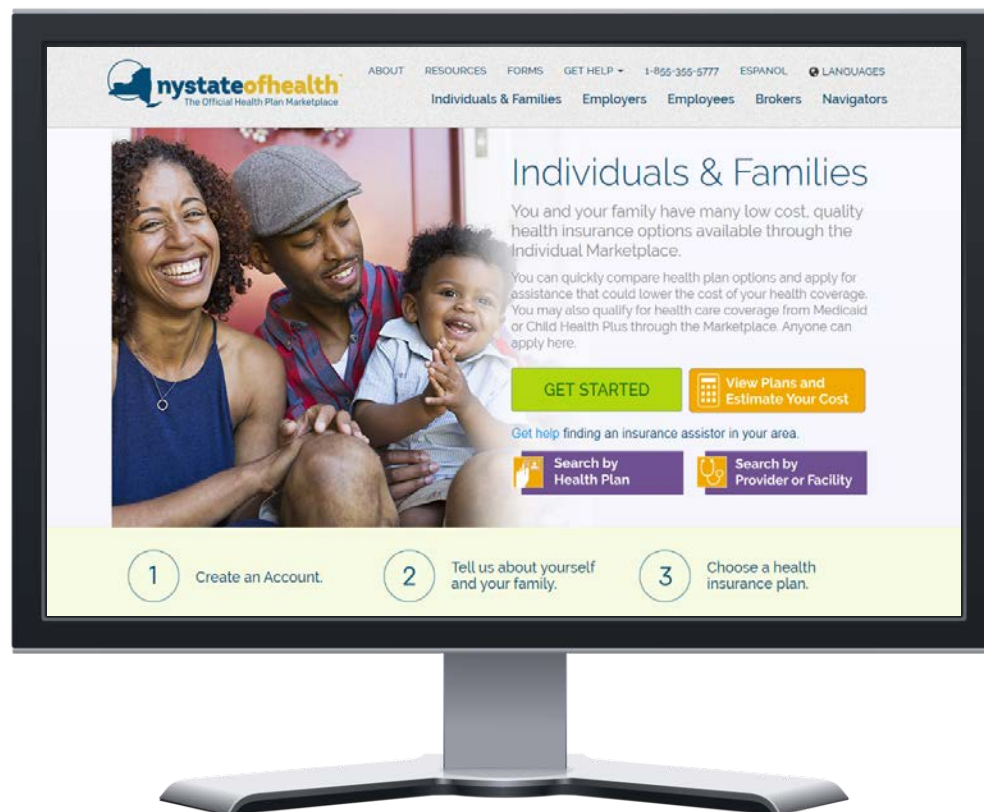 nystateofhealth™
The Official Health Plan Marketplace
ABOUT RESOURCES FORMS GET HELP 1-855-355-5777 ESPANOL LANGUAGES
Individuals & Families Employers Employees Brokers Navigators
Individuals & Families
You and your family have many low cost, quality
health insurance options available through the
Individual Marketplace.
You can quickly compare health plan options and apply for
assistance that could lower the cost of your health coverage.
You may also qualify for health care coverage from Medicaid
or Child Health Plus through the Marketplace. Anyone can
apply here.
GET STARTED
View Plans and
Estimate Your Cost
Get help finding an insurance assistor in your area.
Search by
Health Plan
Search by
Provider or Facility
1 Create an Account.
2 Tell us about yourself
and your family.
3 Choose a health
insurance plan.